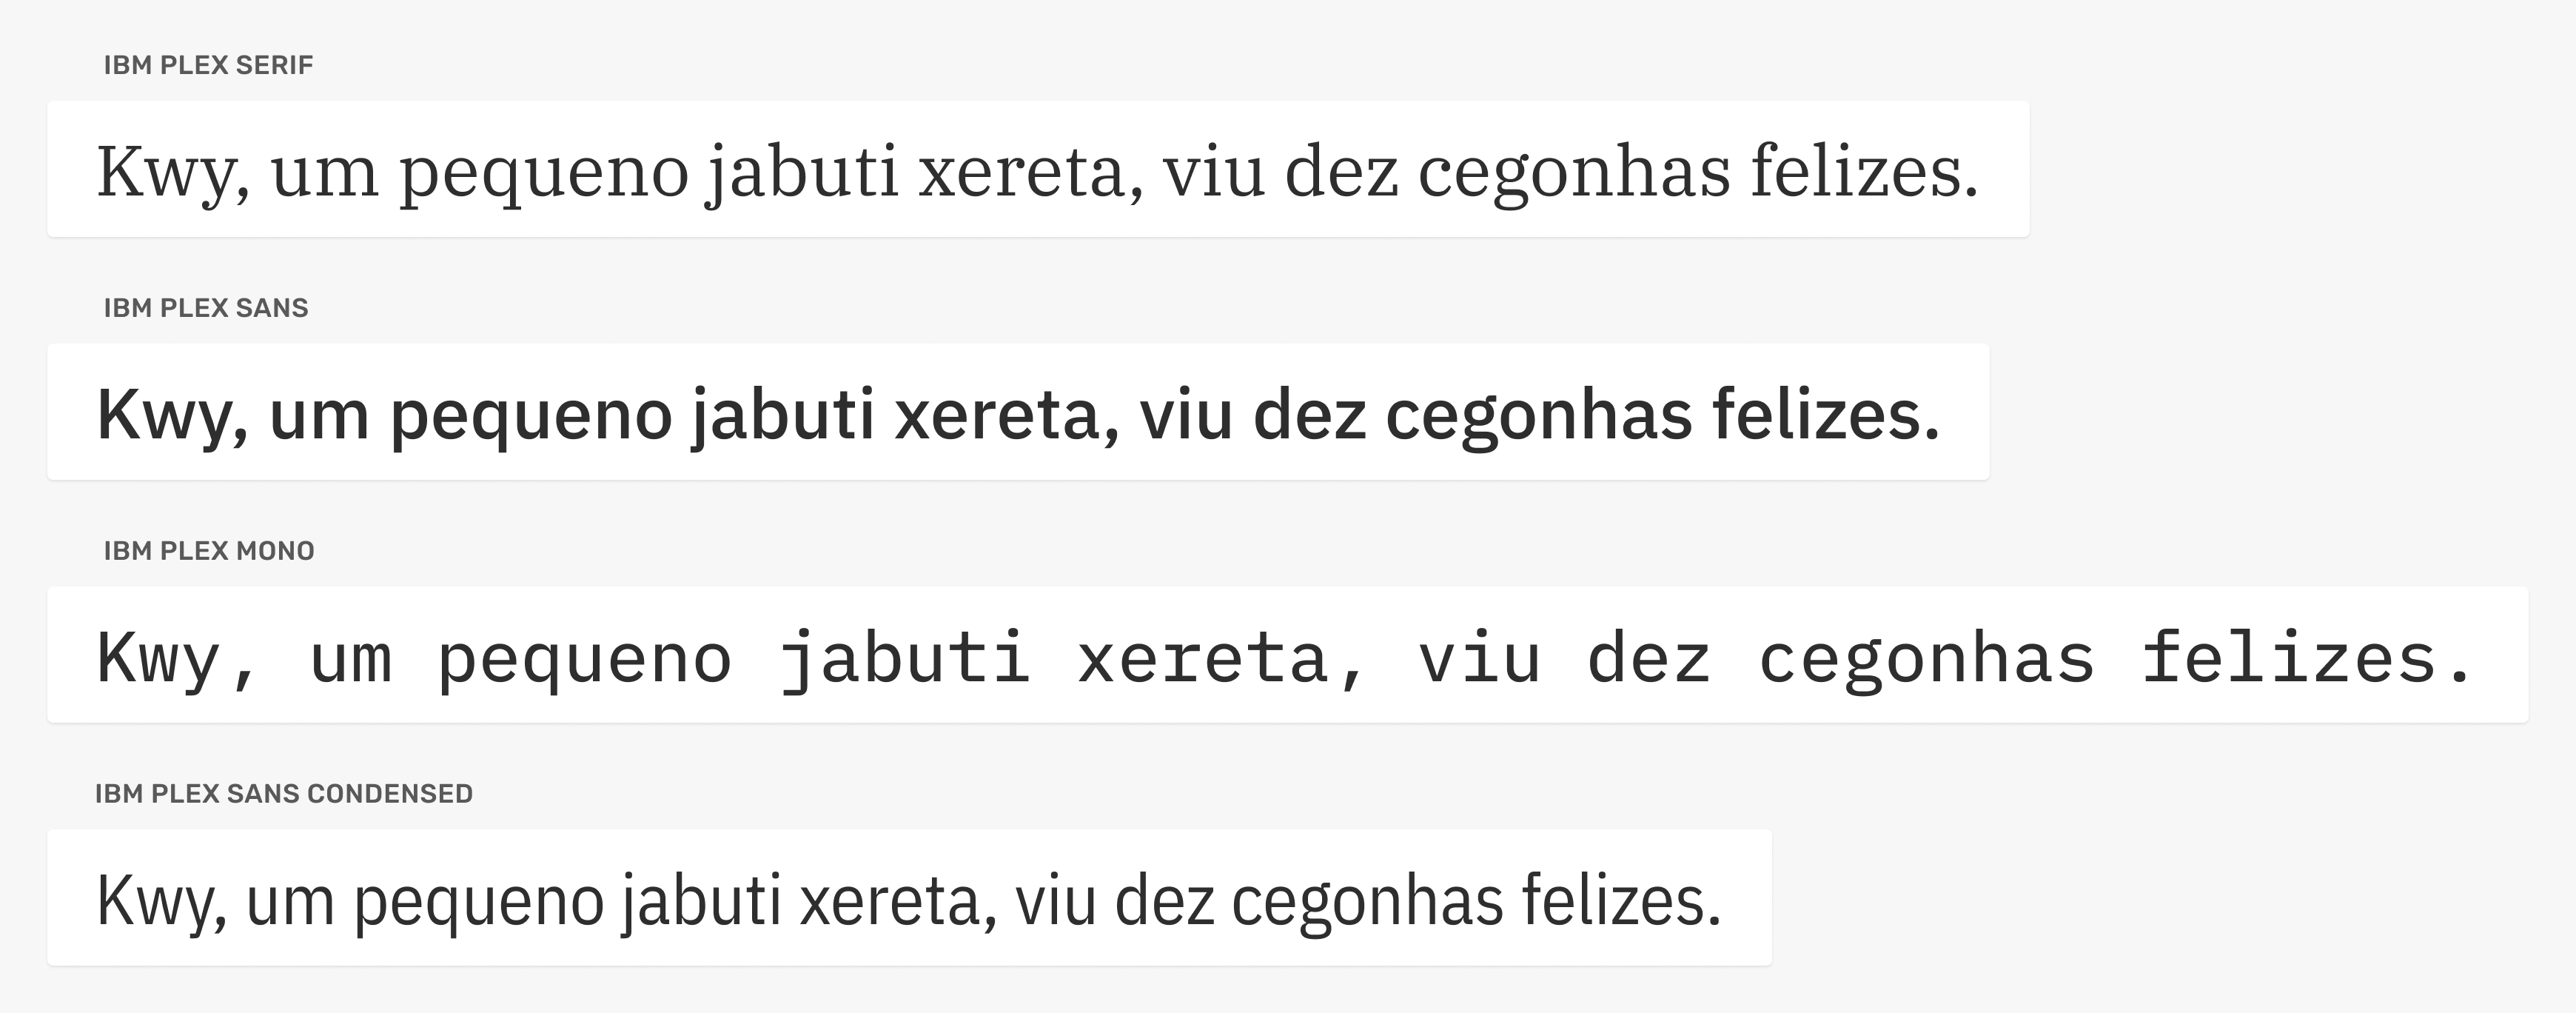 IBM PLEX SERIF
Kwy, um pequeno jabuti xereta, viu dez cegonhas felizes.
IBM PLEX SANS
Kwy, um pequeno jabuti xereta, viu dez cegonhas felizes.
IBM PLEX MONO
Kwy, um pequeno jabuti xereta, viu dez cegonhas felizes.
IBM PLEX SANS CONDENSED
Kwy, um pequeno jabuti xereta, viu dez cegonhas felizes.